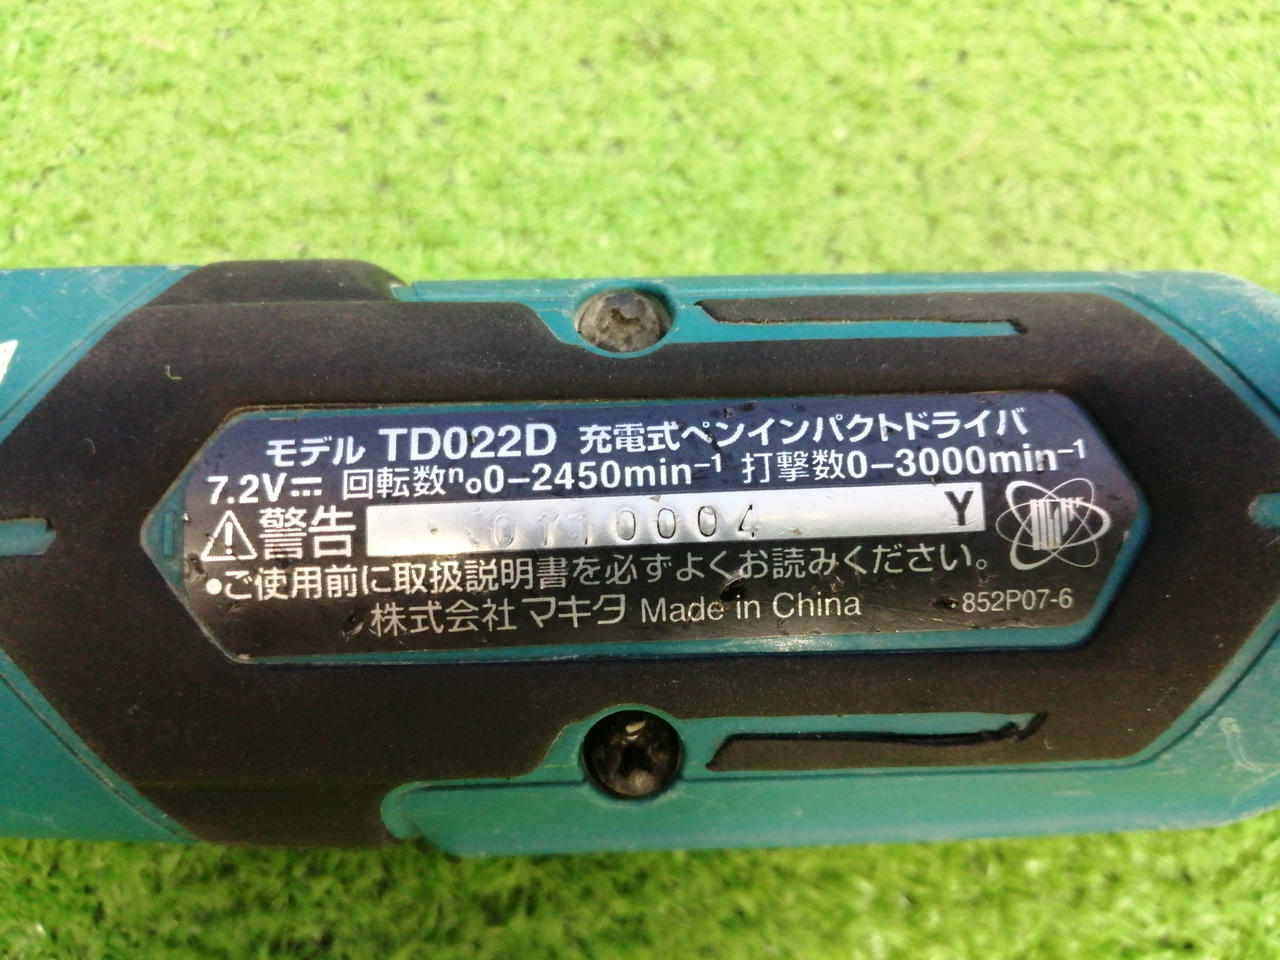 モデル TD022D 充電式ペンインパクトドライバ
7.2V⎓ 回転数n₀0-2450min⁻¹ 打撃数0-3000min⁻¹
⚠警告 0110004 Y
•ご使用前に取扱説明書を必ずよくお読みください。
株式会社マキタ Made in China 852P07-6